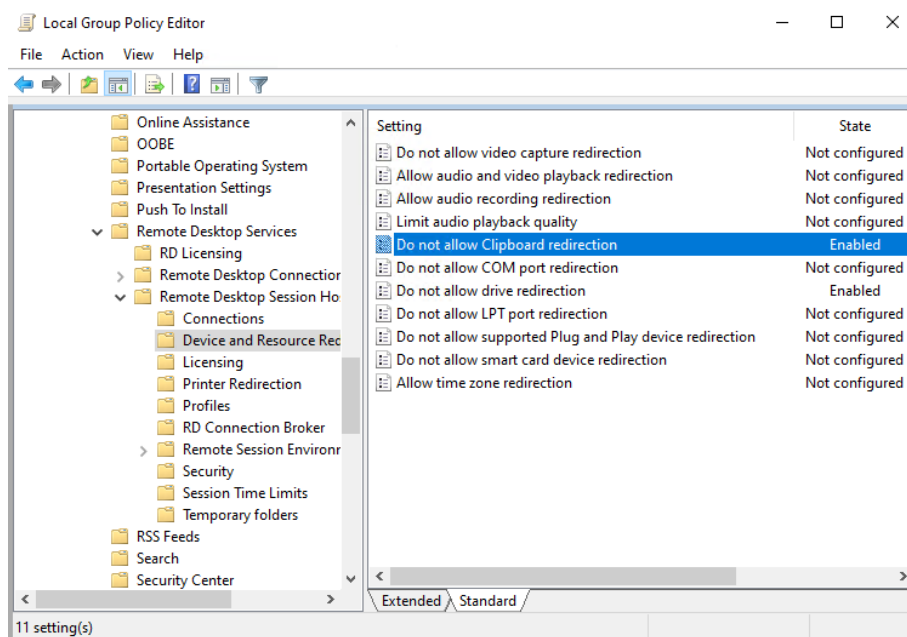 Local Group Policy Editor
File Action View Help
Online Assistance
OOBE
Portable Operating System
Presentation Settings
Push To Install
Remote Desktop Services
RD Licensing
Remote Desktop Connection
Remote Desktop Session Ho
Connections
Device and Resource Red
Licensing
Printer Redirection
Profiles
RD Connection Broker
Remote Session Environm
Security
Session Time Limits
Temporary folders
RSS Feeds
Search
Security Center
Setting State
Do not allow video capture redirection Not configured
Allow audio and video playback redirection Not configured
Allow audio recording redirection Not configured
Limit audio playback quality Not configured
Do not allow Clipboard redirection Enabled
Do not allow COM port redirection Not configured
Do not allow drive redirection Enabled
Do not allow LPT port redirection Not configured
Do not allow supported Plug and Play device redirection Not configured
Do not allow smart card device redirection Not configured
Allow time zone redirection Not configured
Extended Standard
11 setting(s)